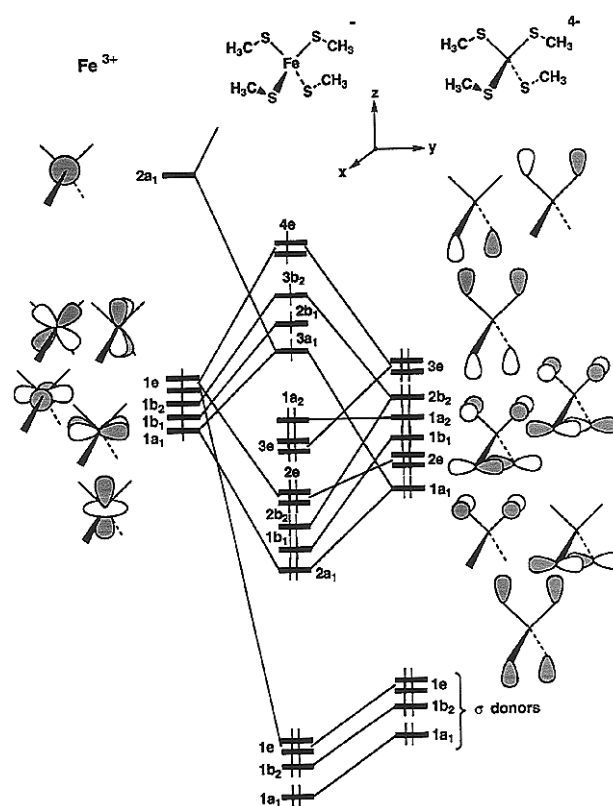 Fe 3+
-
H₃C S S CH₃
Fe
H₃C S S CH₃
4-
H₃C S S CH₃
H₃C S S CH₃
z
x y
2a₁
4e
3b₂
2b₁
3a₁
1e
1b₂
1b₁
1a₁
1a₂
3e
2e
2b₂
1b₁
2a₁
3e
2b₂
1a₂
1b₁
2e
1a₁
1e
1b₂
1a₁
1e
1b₂
1a₁
σ donors